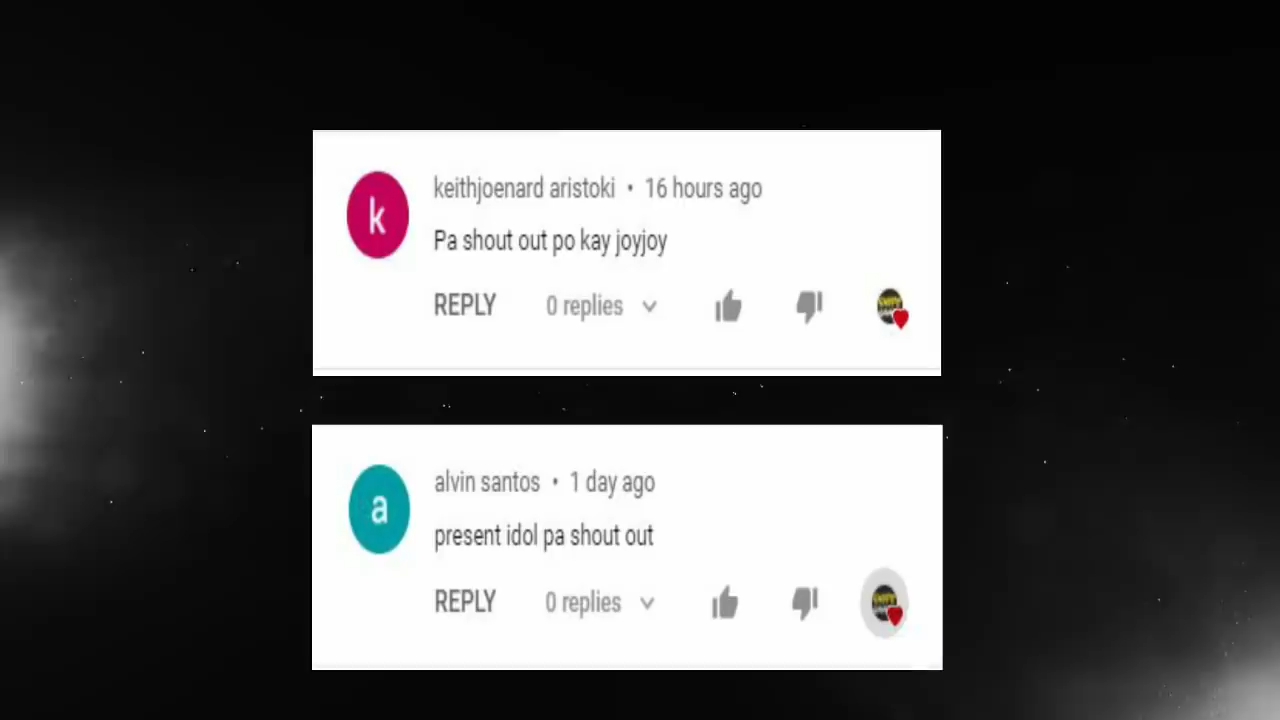 k
keithjoenard aristoki • 16 hours ago
Pa shout out po kay joyjoy
REPLY 0 replies
a
alvin santos • 1 day ago
present idol pa shout out
REPLY 0 replies